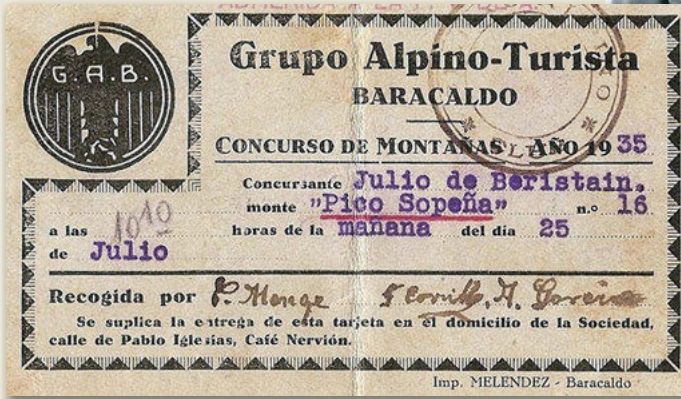 G.A.B.
Grupo Alpino-Turista
BARACALDO
CONCURSO DE MONTAÑAS AÑO 1935
Concursante Julio de Beristain.
monte "Pico Sopeña" n.o 16
a las 1010 horas de la mañana del dia 25
de Julio
Recogida por P. Monge
Se suplica la entrega de esta tarjeta en el domicilio de la Sociedad,
calle de Pablo Iglesias, Café Nervión.
Imp. MELENDEZ - Baracaldo